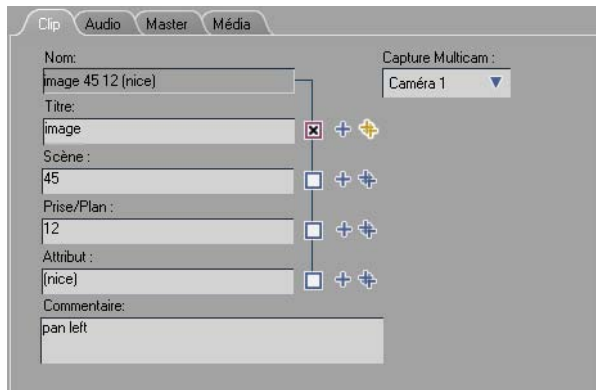 Clip Audio Master Média
Nom: Capture Multicam :
image 45 12 (nice) Caméra 1
Titre:
image
Scène :
45
Prise/Plan :
12
Attribut :
(nice)
Commentaire:
pan left